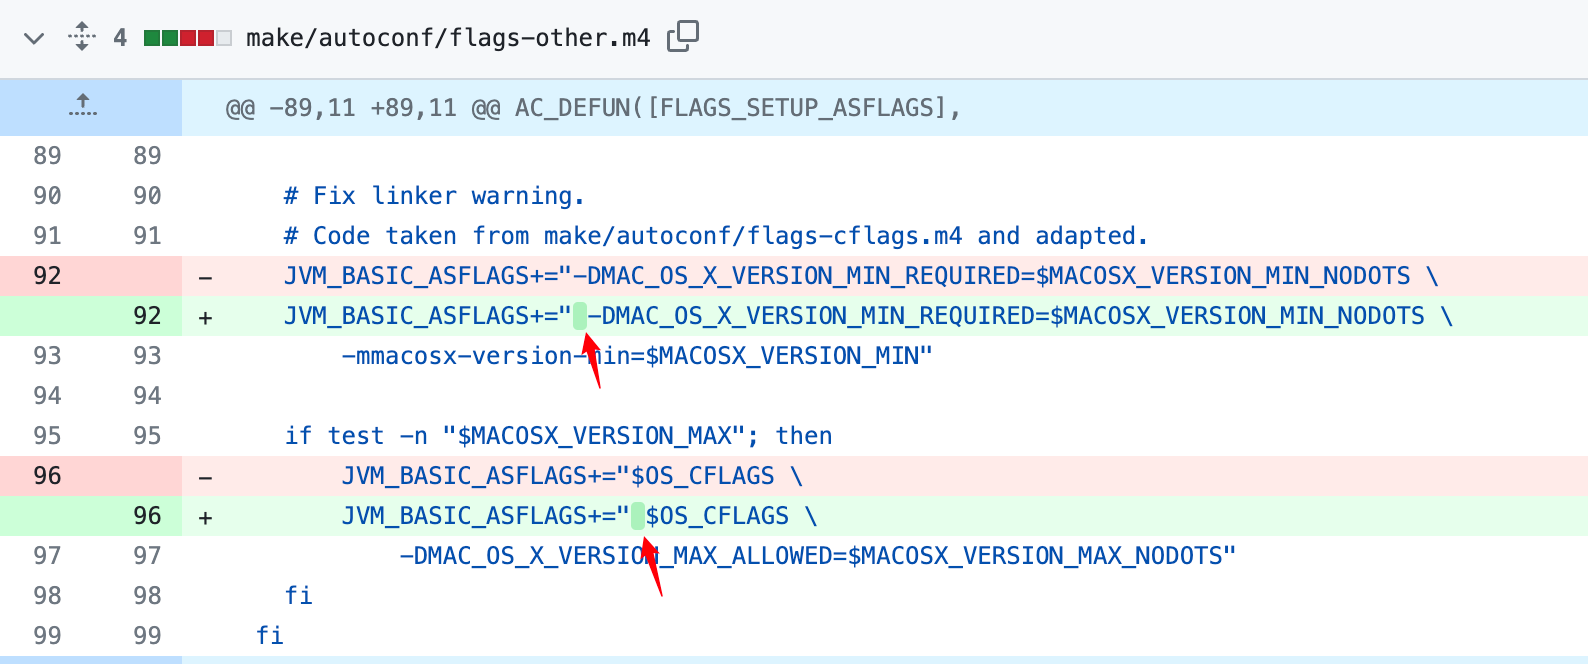 4 make/autoconf/flags-other.m4
@@ -89,11 +89,11 @@ AC_DEFUN([FLAGS_SETUP_ASFLAGS],
89 89
90 90 # Fix linker warning.
91 91 # Code taken from make/autoconf/flags-cflags.m4 and adapted.
92 - JVM_BASIC_ASFLAGS+="-DMAC_OS_X_VERSION_MIN_REQUIRED=$MACOSX_VERSION_MIN_NODOTS \
92 + JVM_BASIC_ASFLAGS+=" -DMAC_OS_X_VERSION_MIN_REQUIRED=$MACOSX_VERSION_MIN_NODOTS \
93 93 -mmacosx-version-min=$MACOSX_VERSION_MIN"
94 94
95 95 if test -n "$MACOSX_VERSION_MAX"; then
96 - JVM_BASIC_ASFLAGS+="$OS_CFLAGS \
96 + JVM_BASIC_ASFLAGS+=" $OS_CFLAGS \
97 97 -DMAC_OS_X_VERSION_MAX_ALLOWED=$MACOSX_VERSION_MAX_NODOTS"
98 98 fi
99 99 fi